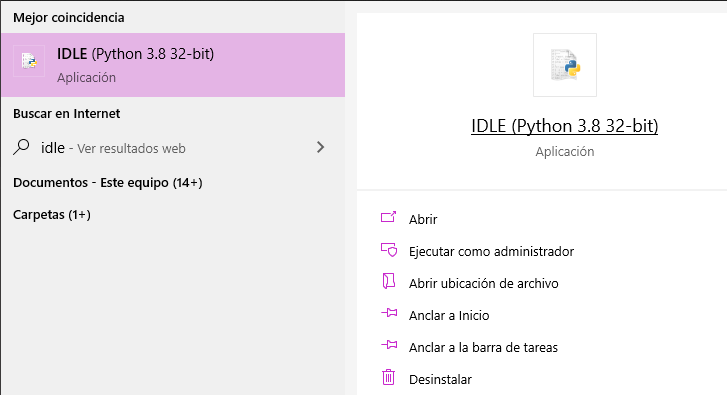 Mejor coincidencia
IDLE (Python 3.8 32-bit)
Aplicación
Buscar en Internet
idle - Ver resultados web
Documentos - Este equipo (14+)
Carpetas (1+)
IDLE (Python 3.8 32-bit)
Aplicación
Abrir
Ejecutar como administrador
Abrir ubicación de archivo
Anclar a Inicio
Anclar a la barra de tareas
Desinstalar